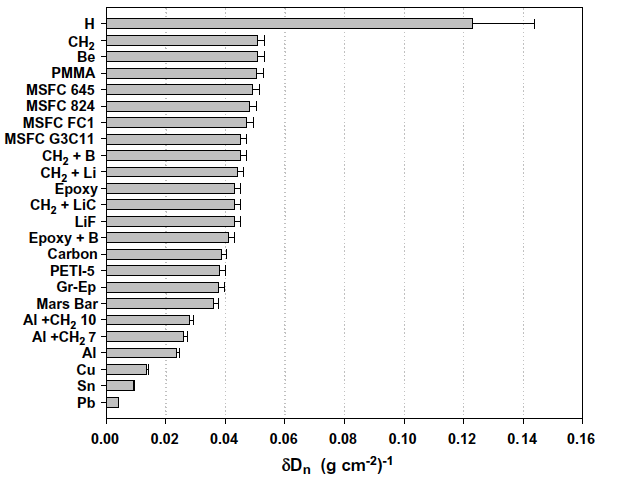 H
CH2
Be
PMMA
MSFC 645
MSFC 824
MSFC FC1
MSFC G3C11
CH2 + B
CH2 + Li
Epoxy
CH2 + LiC
LiF
Epoxy + B
Carbon
PETI-5
Gr-Ep
Mars Bar
Al +CH2 10
Al +CH2 7
Al
Cu
Sn
Pb
0.00 0.02 0.04 0.06 0.08 0.10 0.12 0.14 0.16
δDn (g cm-2)-1